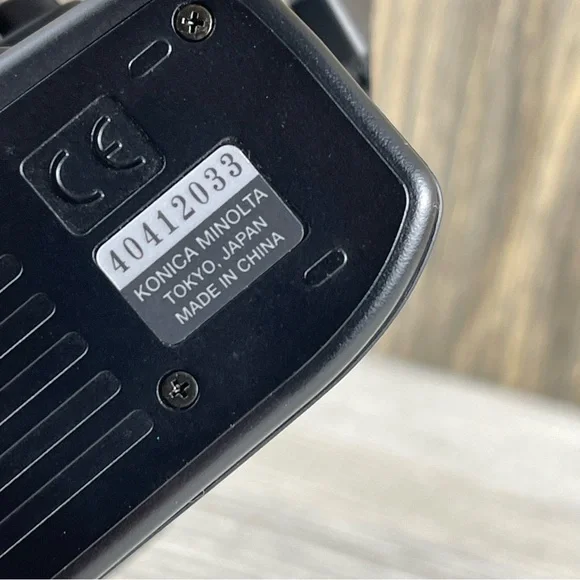 CE
40412033
KONICA MINOLTA
TOKYO, JAPAN
MADE IN CHINA